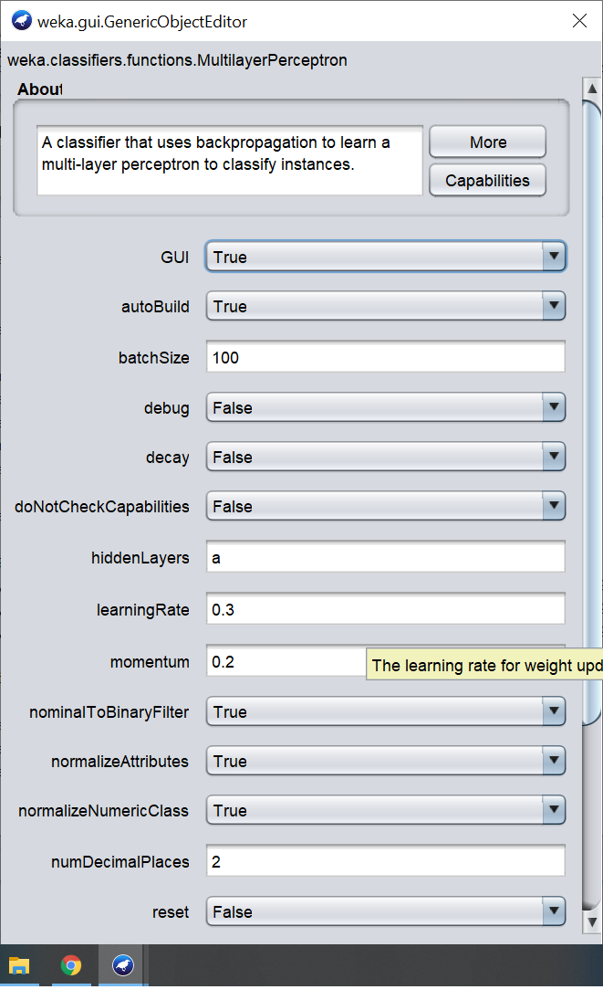 weka.gui.GenericObjectEditor
weka.classifiers.functions.MultilayerPerceptron
About
A classifier that uses backpropagation to learn a
multi-layer perceptron to classify instances.
More
Capabilities
GUI True
autoBuild True
batchSize 100
debug False
decay False
doNotCheckCapabilities False
hiddenLayers a
learningRate 0.3
momentum 0.2
The learning rate for weight upd
nominalToBinaryFilter True
normalizeAttributes True
normalizeNumericClass True
numDecimalPlaces 2
reset False